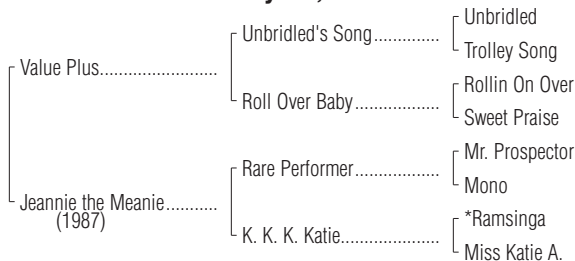 Unbridled
Unbridled's Song..............
Trolley Song
Value Plus.......................
Rollin On Over
Roll Over Baby..................
Sweet Praise
Mr. Prospector
Rare Performer..................
Mono
Jeannie the Meanie...........
(1987)
*Ramsinga
K. K. K. Katie.....................
Miss Katie A.